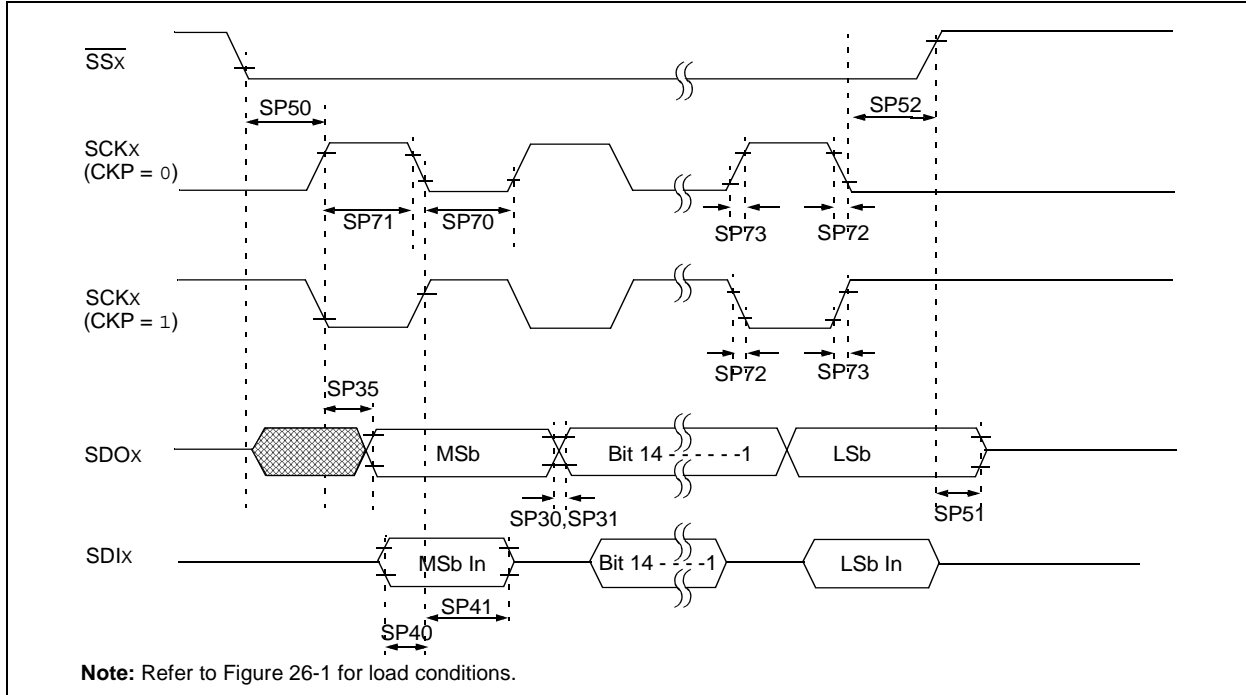 SSX
SP50
SP52
SCKX
(CKP = 0)
SP71
SP70
SP73
SP72
SCKX
(CKP = 1)
SP72
SP73
SP35
SDOX
MSb
Bit 14 - - - - - -1
LSb
SP30,SP31
SP51
SDIX
MSb In
Bit 14 - - - -1
LSb In
SP41
SP40
Note: Refer to Figure 26-1 for load conditions.